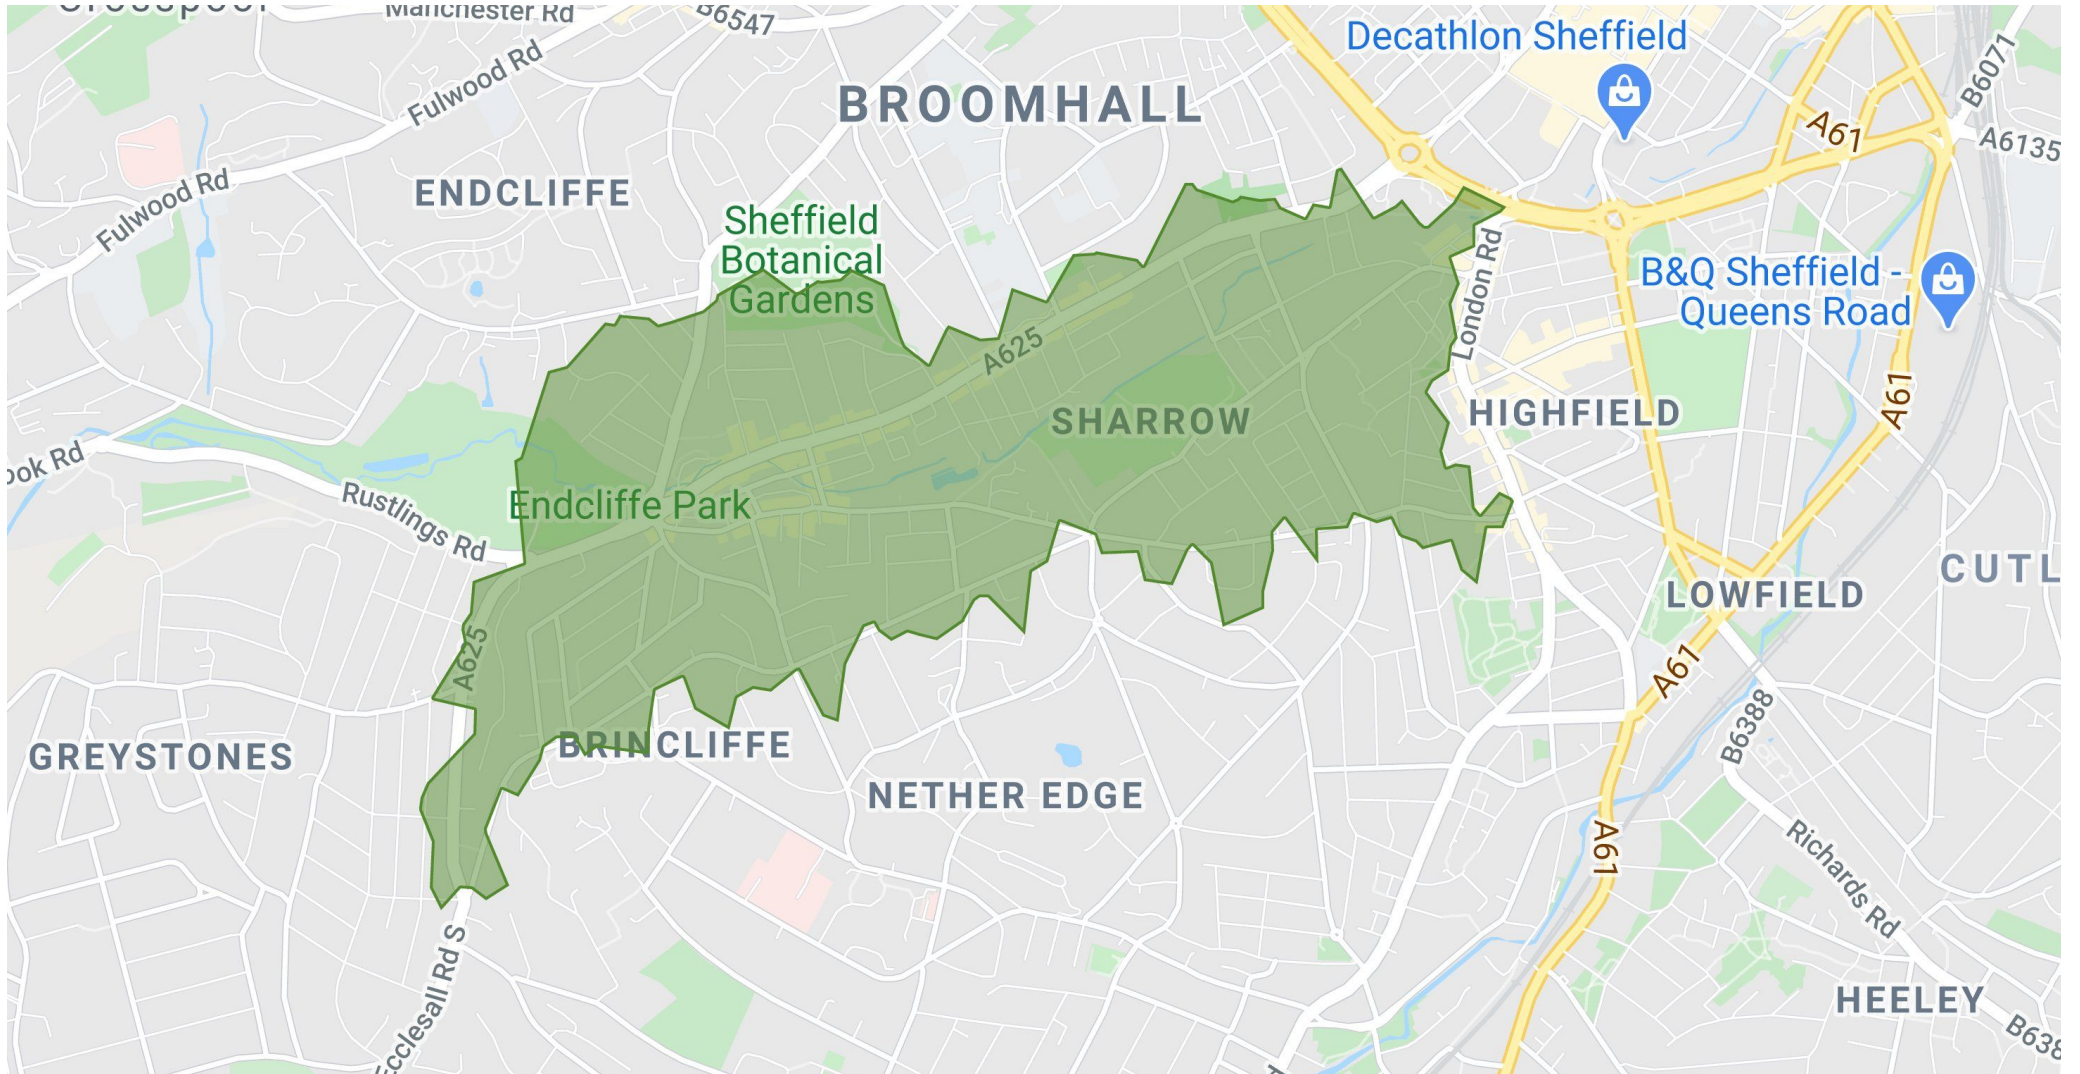 Manchester Rd
B6547
Decathlon Sheffield
B6071
Fulwood Rd
BROOMHALL
A61
A6135
Fulwood Rd
ENDCLIFFE
Sheffield
Botanical
Gardens
London Rd
B&Q Sheffield -
Queens Road
A625
A61
SHARROW
HIGHFIELD
Rustlings Rd
Endcliffe Park
CUTL
LOWFIELD
A625
A61
B6388
GREYSTONES
BRINCLIFFE
NETHER EDGE
A61
Richards Rd
Ecclesall Rd S
HEELEY
B638